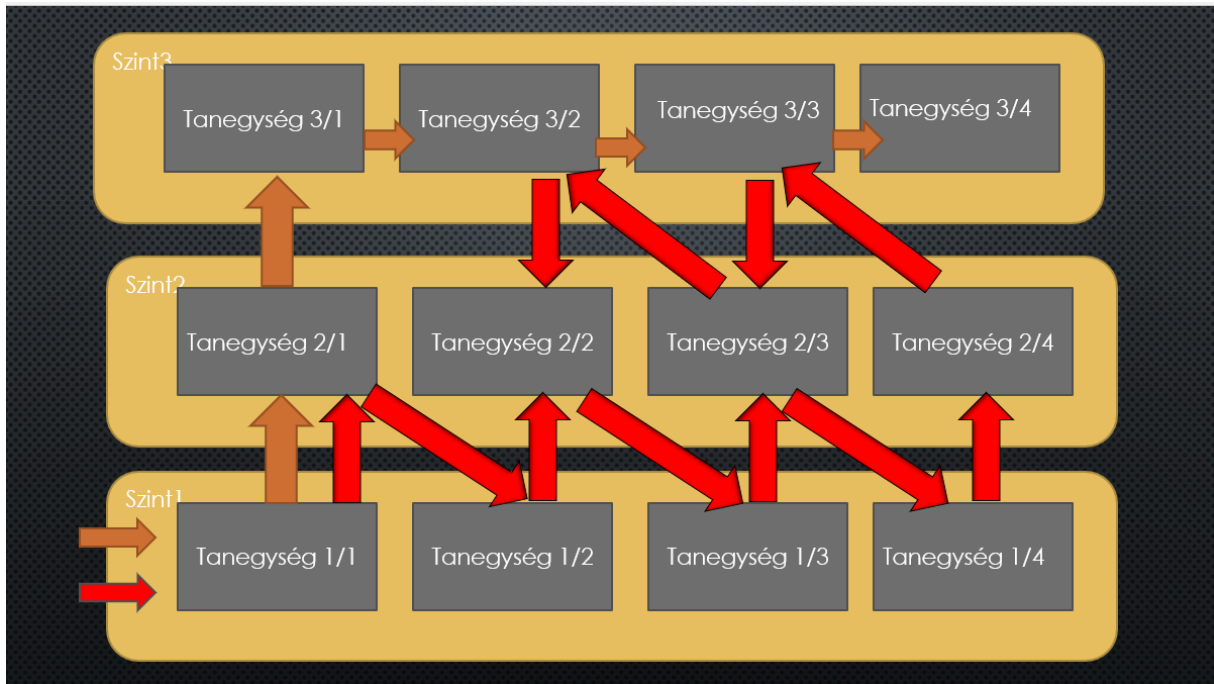 Szint3
Tanegység 3/1
Tanegység 3/2
Tanegység 3/3
Tanegység 3/4
Szint2
Tanegység 2/1
Tanegység 2/2
Tanegység 2/3
Tanegység 2/4
Szint1
Tanegység 1/1
Tanegység 1/2
Tanegység 1/3
Tanegység 1/4